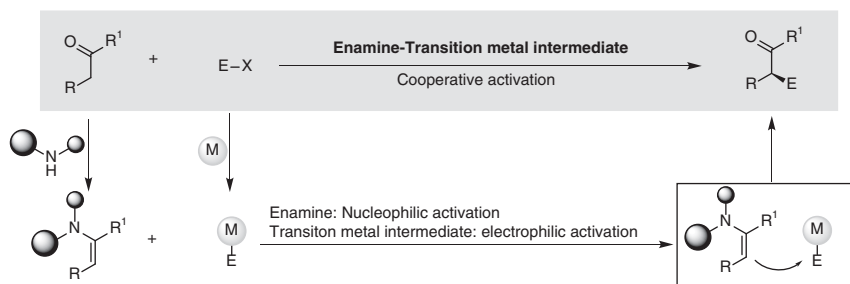 O
R¹
R
+
E–X
Enamine-Transition metal intermediate
Cooperative activation
O
R¹
R
E
N
H
M
N
R¹
R
+
M
E
Enamine: Nucleophilic activation
Transiton metal intermediate: electrophilic activation
N
R¹
R
M
E